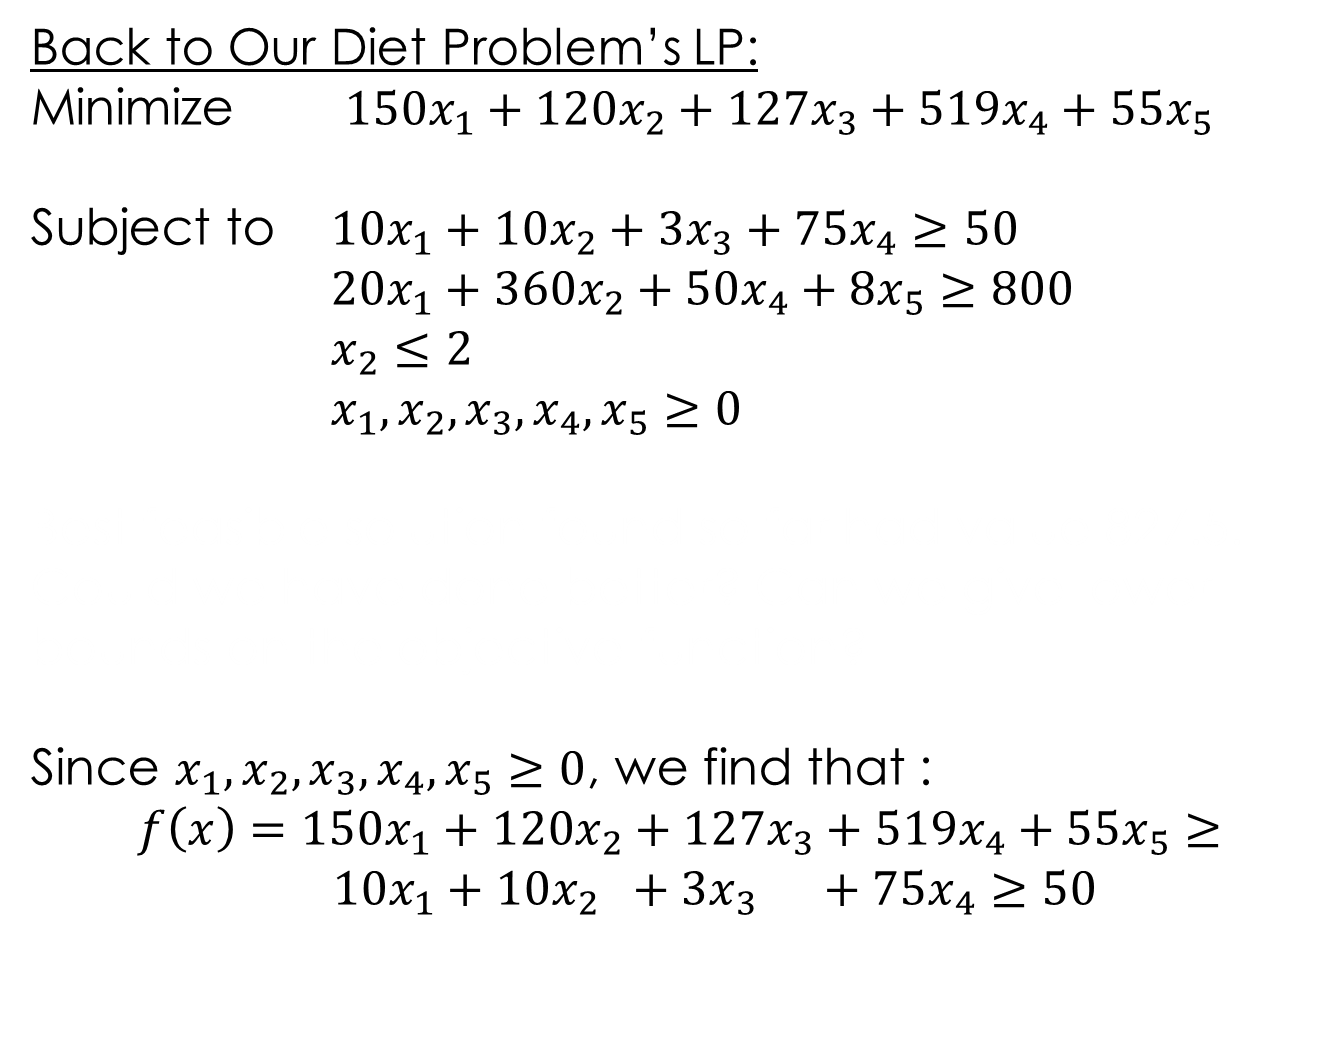 Back to Our Diet Problem's LP:
Minimize 150x₁ + 120x₂ + 127x₃ + 519x₄ + 55x₅
Subject to 10x₁ + 10x₂ + 3x₃ + 75x₄ ≥ 50
20x₁ + 360x₂ + 50x₄ + 8x₅ ≥ 800
x₂ ≤ 2
x₁, x₂, x₃, x₄, x₅ ≥ 0
Since x₁, x₂, x₃, x₄, x₅ ≥ 0, we find that :
f(x) = 150x₁ + 120x₂ + 127x₃ + 519x₄ + 55x₅ ≥
10x₁ + 10x₂ + 3x₃ + 75x₄ ≥ 50